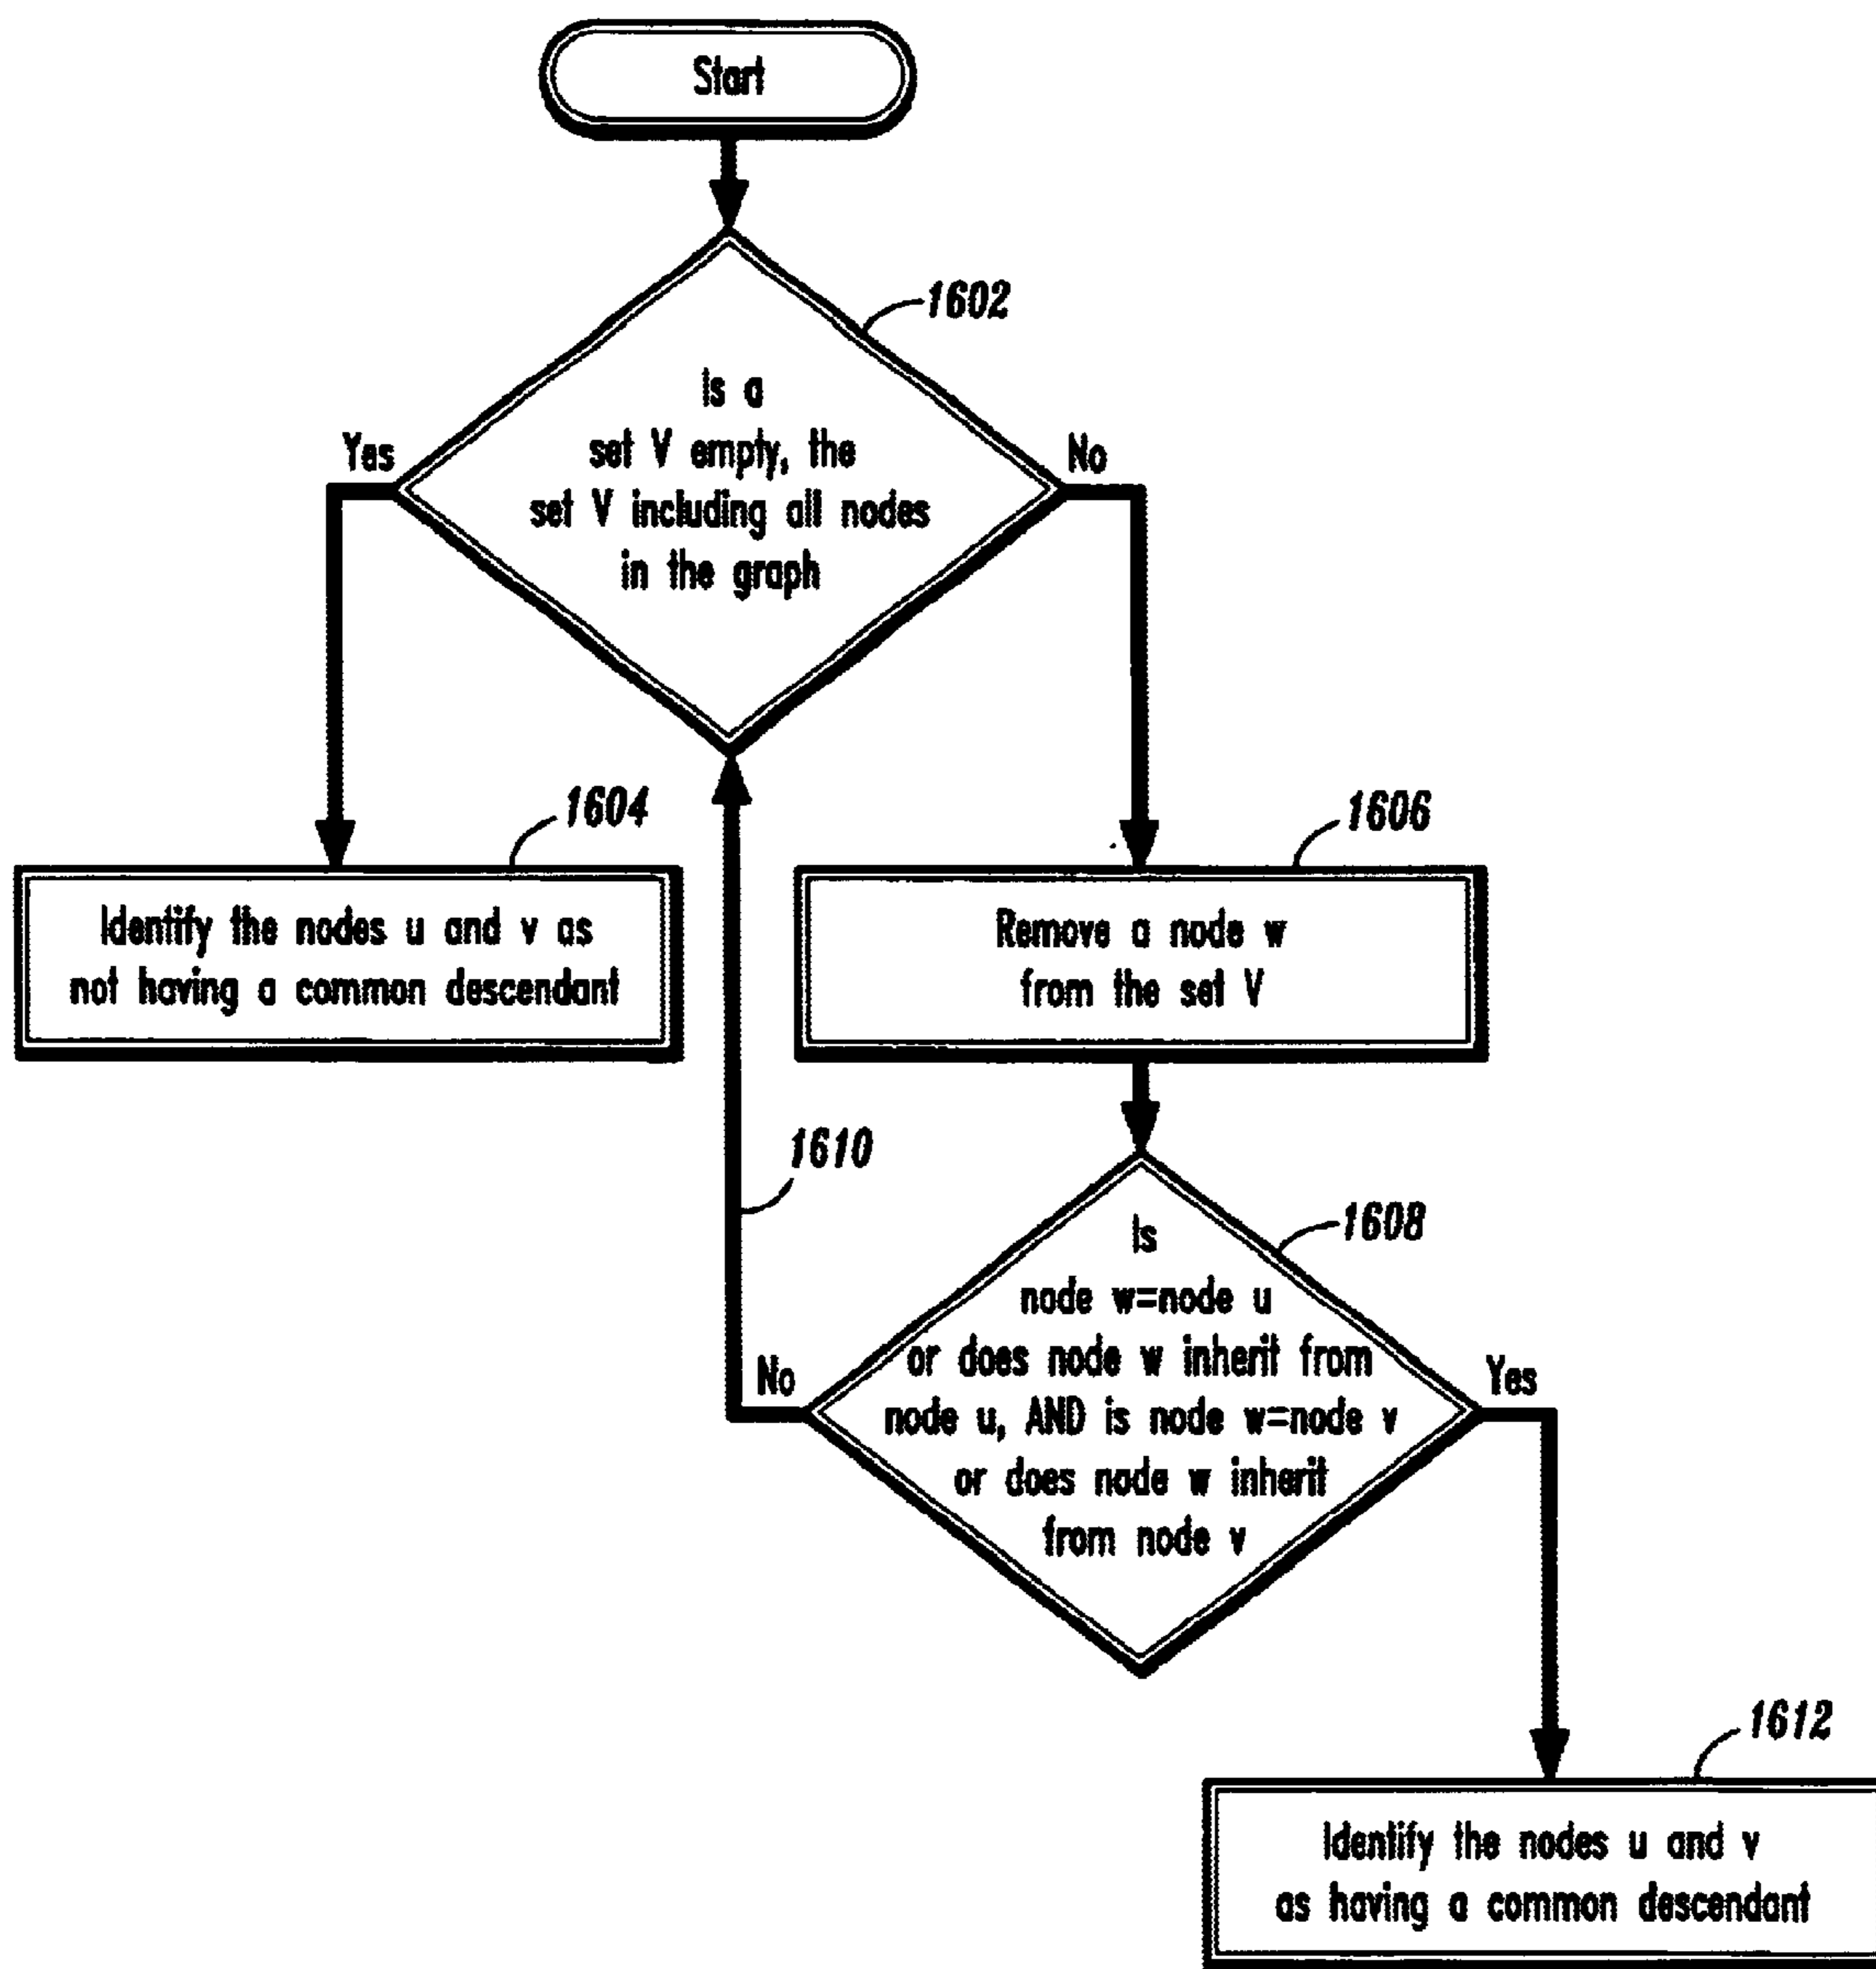 Start
1602
Is a
set V empty, the
set V including all nodes
in the graph
Yes
No
1604
1606
Identify the nodes u and v as
not having a common descendant
Remove a node w
from the set V
1610
1608
Is
node w=node u
or does node w inherit from
node u, AND is node w=node v
or does node w inherit
from node v
No
Yes
1612
Identify the nodes u and v
as having a common descendant